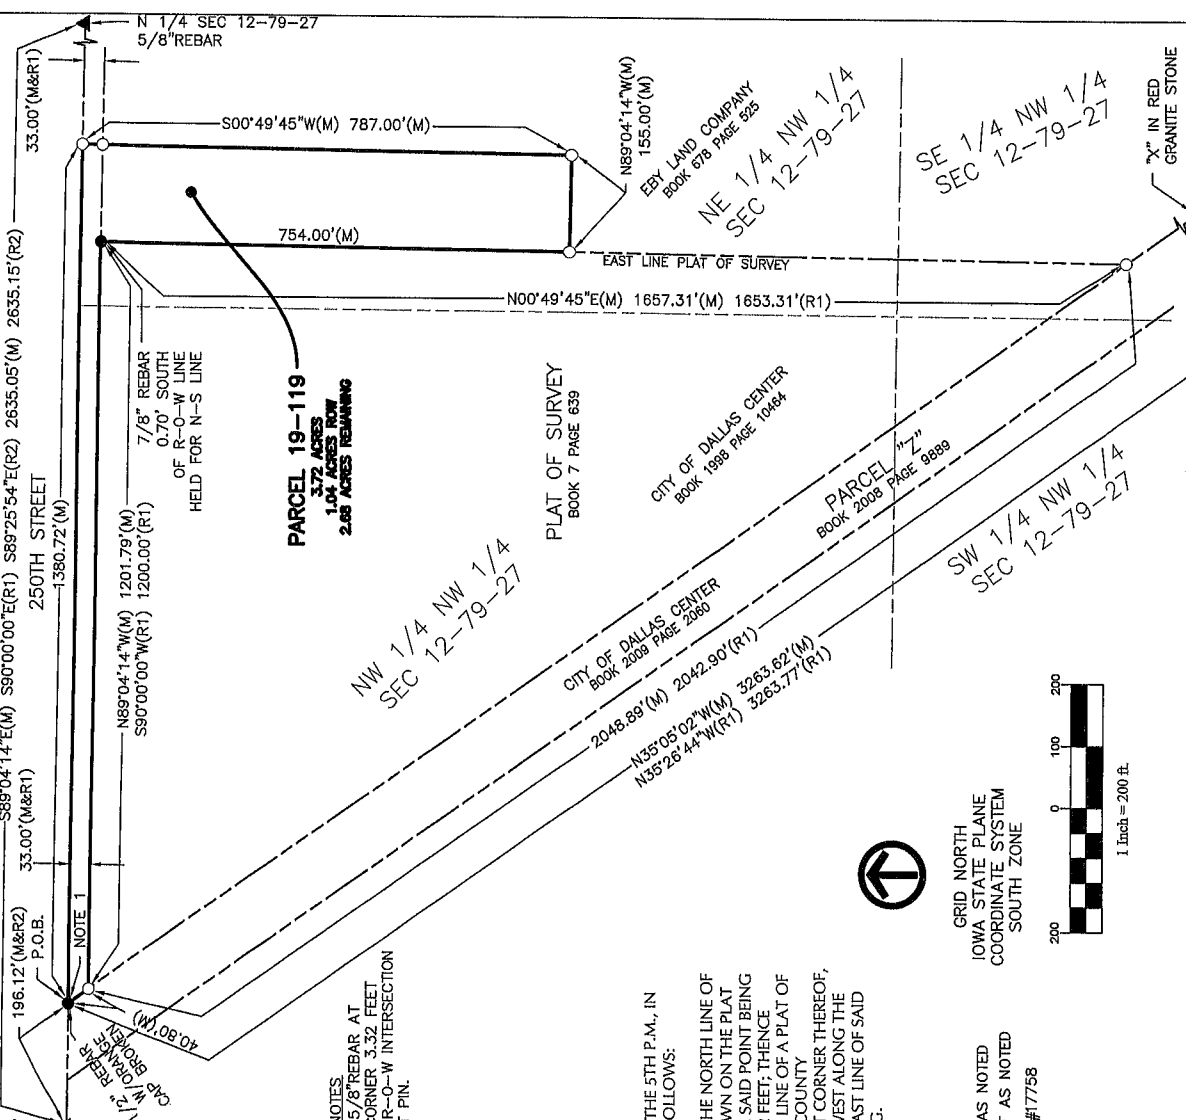 N 1/4 SEC 12-79-27
5/8"REBAR
33.00'(M&R1)
S89°04'14"E(M) S90°00'00"E(R1) S89°25'54"E(R2) 2635.05'(M) 2635.15'(R2)
250TH STREET
1380.72'(M)
S00°49'45"W(M) 787.00'(M)
N89°04'14"W(M)
155.00'(M)
EBY LAND COMPANY
BOOK 678 PAGE 525
NE 1/4 NW 1/4
SEC 12-79-27
SE 1/4 NW 1/4
SEC 12-79-27
"X" IN RED
GRANITE STONE
754.00'(M)
EAST LINE PLAT OF SURVEY
N00°49'45"E(M) 1657.31'(M) 1653.31'(R1)
7/8" REBAR
0.70' SOUTH
OF R-O-W LINE
HELD FOR N-S LINE
PARCEL 19-119
3.72 ACRES
1.04 ACRES ROW
2.68 ACRES REMAINING
PLAT OF SURVEY
BOOK 7 PAGE 639
CITY OF DALLAS CENTER
BOOK 1998 PAGE 10464
PARCEL "Z"
BOOK 2008 PAGE 9889
SW 1/4 NW 1/4
SEC 12-79-27
N89°04'14"W(M) 1201.79'(M)
S90°00'00"W(R1) 1200.00'(R1)
NW 1/4 NW 1/4
SEC 12-79-27
CITY OF DALLAS CENTER
BOOK 2009 PAGE 2060
2048.89'(M) 2042.90'(R1)
N35°05'02"W(M) 3263.62'(M)
N35°26'44"W(R1) 3263.77'(R1)
33.00'(M&R1)
196.12'(M&R2)
P.O.B.
NOTE 1
40.80'(M)
1/2" REBAR
W/ORANGE
CAP BROKEN
GRID NORTH
IOWA STATE PLANE
COORDINATE SYSTEM
SOUTH ZONE
200 100 0 200
1 Inch = 200 ft.
NOTES
5/8"REBAR AT
CORNER 3.32 FEET
R-O-W INTERSECTION
T PIN.
THE 5TH P.M., IN
OLLOWS:
THE NORTH LINE OF
WN ON THE PLAT
SAID POINT BEING
FEET; THENCE
LINE OF A PLAT OF
COUNTY
T CORNER THEREOF,
WEST ALONG THE
AST LINE OF SAID
G.
AS NOTED
T AS NOTED
#17758